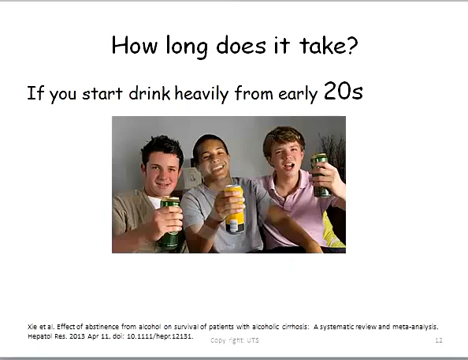 How long does it take?
If you start drink heavily from early 20s
Xie et al. Effect of abstinence from alcohol on survival of patients with alcoholic cirrhosis: A systematic review and meta-analysis.
Hepatol Res. 2013 Apr 11. doi: 10.1111/hepr.12131.
Copy right UTS
12